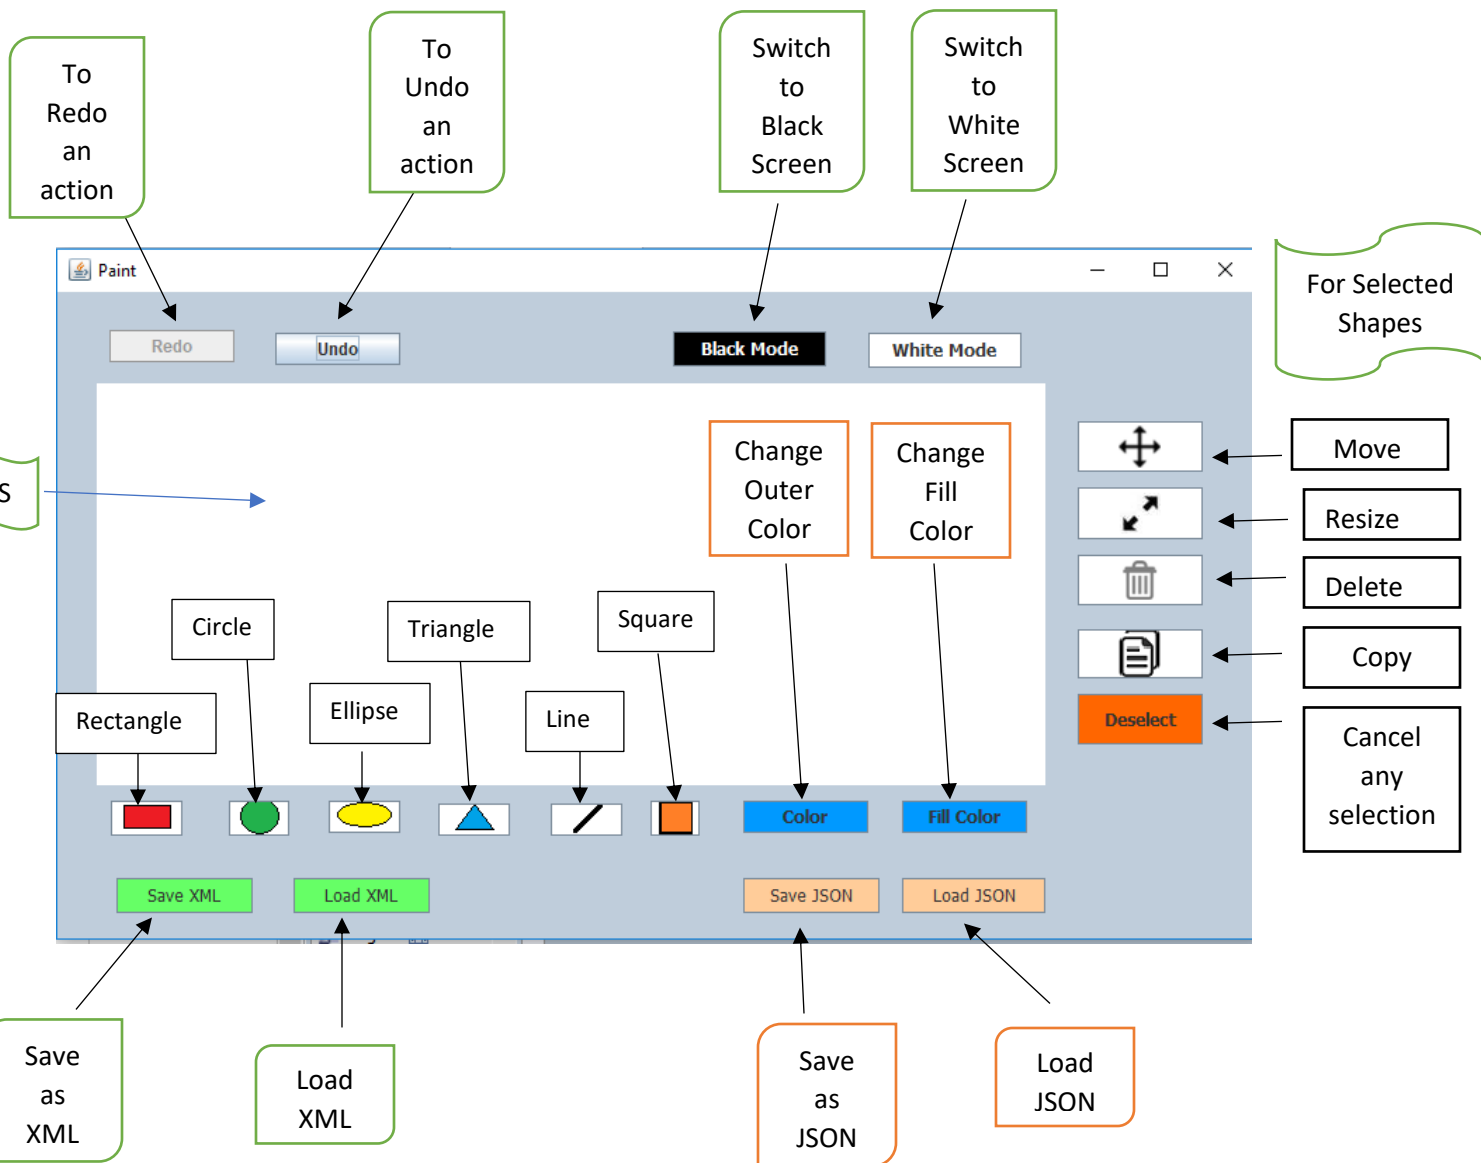 To
Redo
an
action
To
Undo
an
action
Switch
to
Black
Screen
Switch
to
White
Screen
Paint
For Selected
Shapes
Redo
Undo
Black Mode
White Mode
Change
Outer
Color
Change
Fill
Color
Move
S
Resize
Delete
Circle
Triangle
Square
Copy
Rectangle
Ellipse
Line
Deselect
Cancel
any
selection
Color
Fill Color
Save XML
Load XML
Save JSON
Load JSON
Save
as
XML
Load
XML
Save
as
JSON
Load
JSON